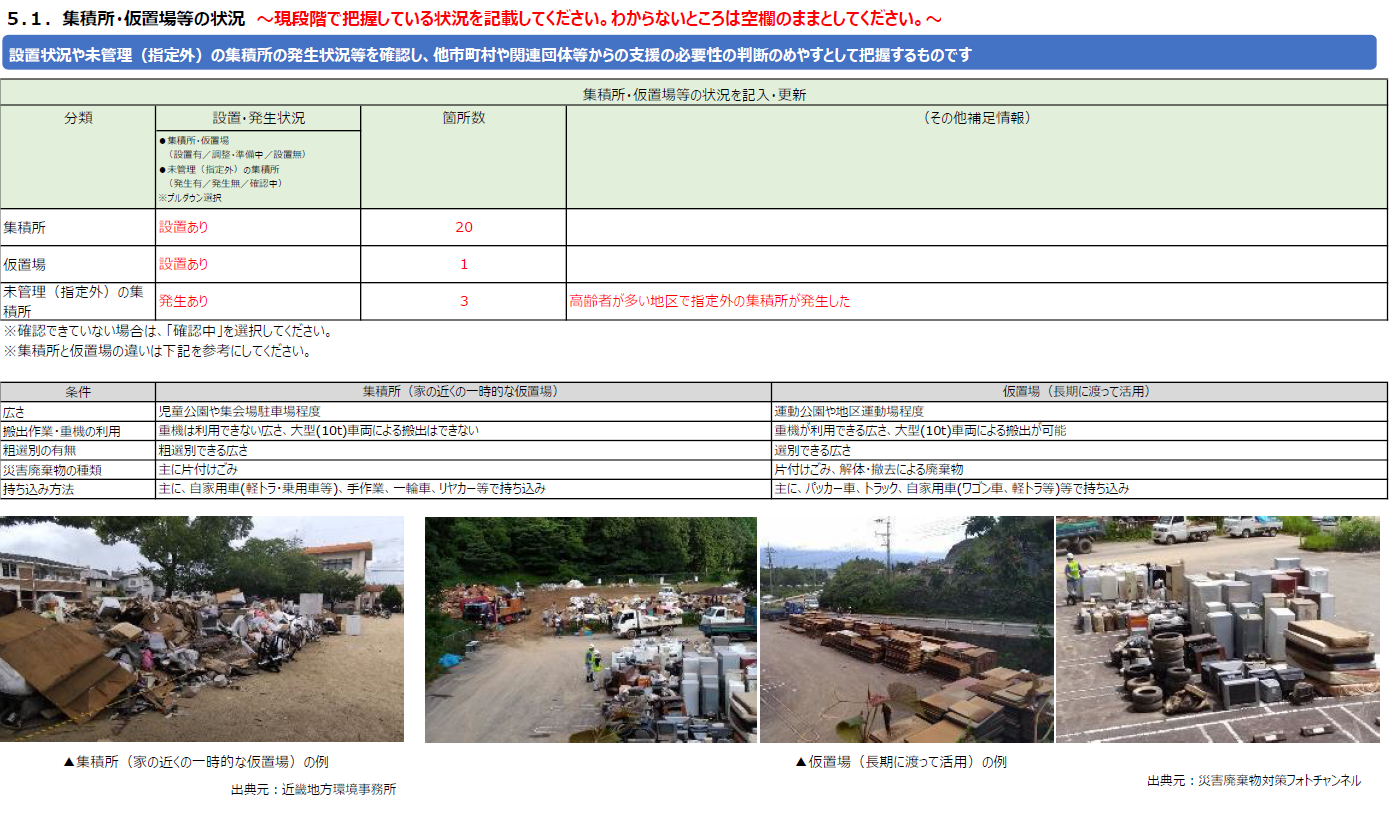 5.1．集積所・仮置場等の状況 ～現段階で把握している状況を記載してください。わからないところは空欄のままとしてください。～
設置状況や未管理（指定外）の集積所の発生状況等を確認し、他市町村や関連団体等からの支援の必要性の判断のめやすとして把握するものです
集積所・仮置場等の状況を記入・更新
分類 設置・発生状況 箇所数 （その他補足情報）
●集積所・仮置場
（設置有／調整・準備中／設置無）
●未管理（指定外）の集積所
（発生有／発生無／確認中）
※プルダウン選択
集積所 設置あり 20
仮置場 設置あり 1
未管理（指定外）の集積所 発生あり 3 高齢者が多い地区で指定外の集積所が発生した
※確認できていない場合は、「確認中」を選択してください。
※集積所と仮置場の違いは下記を参考にしてください。
条件 集積所（家の近くの一時的な仮置場） 仮置場（長期に渡って活用）
広さ 児童公園や集会場駐車場程度 運動公園や地区運動場程度
搬出作業・重機の利用 重機は利用できない広さ、大型(10t)車両による搬出はできない 重機が利用できる広さ、大型(10t)車両による搬出が可能
粗選別の有無 粗選別できる広さ 選別できる広さ
災害廃棄物の種類 主に片付けごみ 片付けごみ、解体・撤去による廃棄物
持ち込み方法 主に、自家用車(軽トラ・乗用車等)、手作業、一輪車、リヤカー等で持ち込み 主に、パッカー車、トラック、自家用車(ワゴン車、軽トラ等)等で持ち込み
▲集積所（家の近くの一時的な仮置場）の例
出典元：近畿地方環境事務所
▲仮置場（長期に渡って活用）の例
出典元：災害廃棄物対策フォトチャンネル